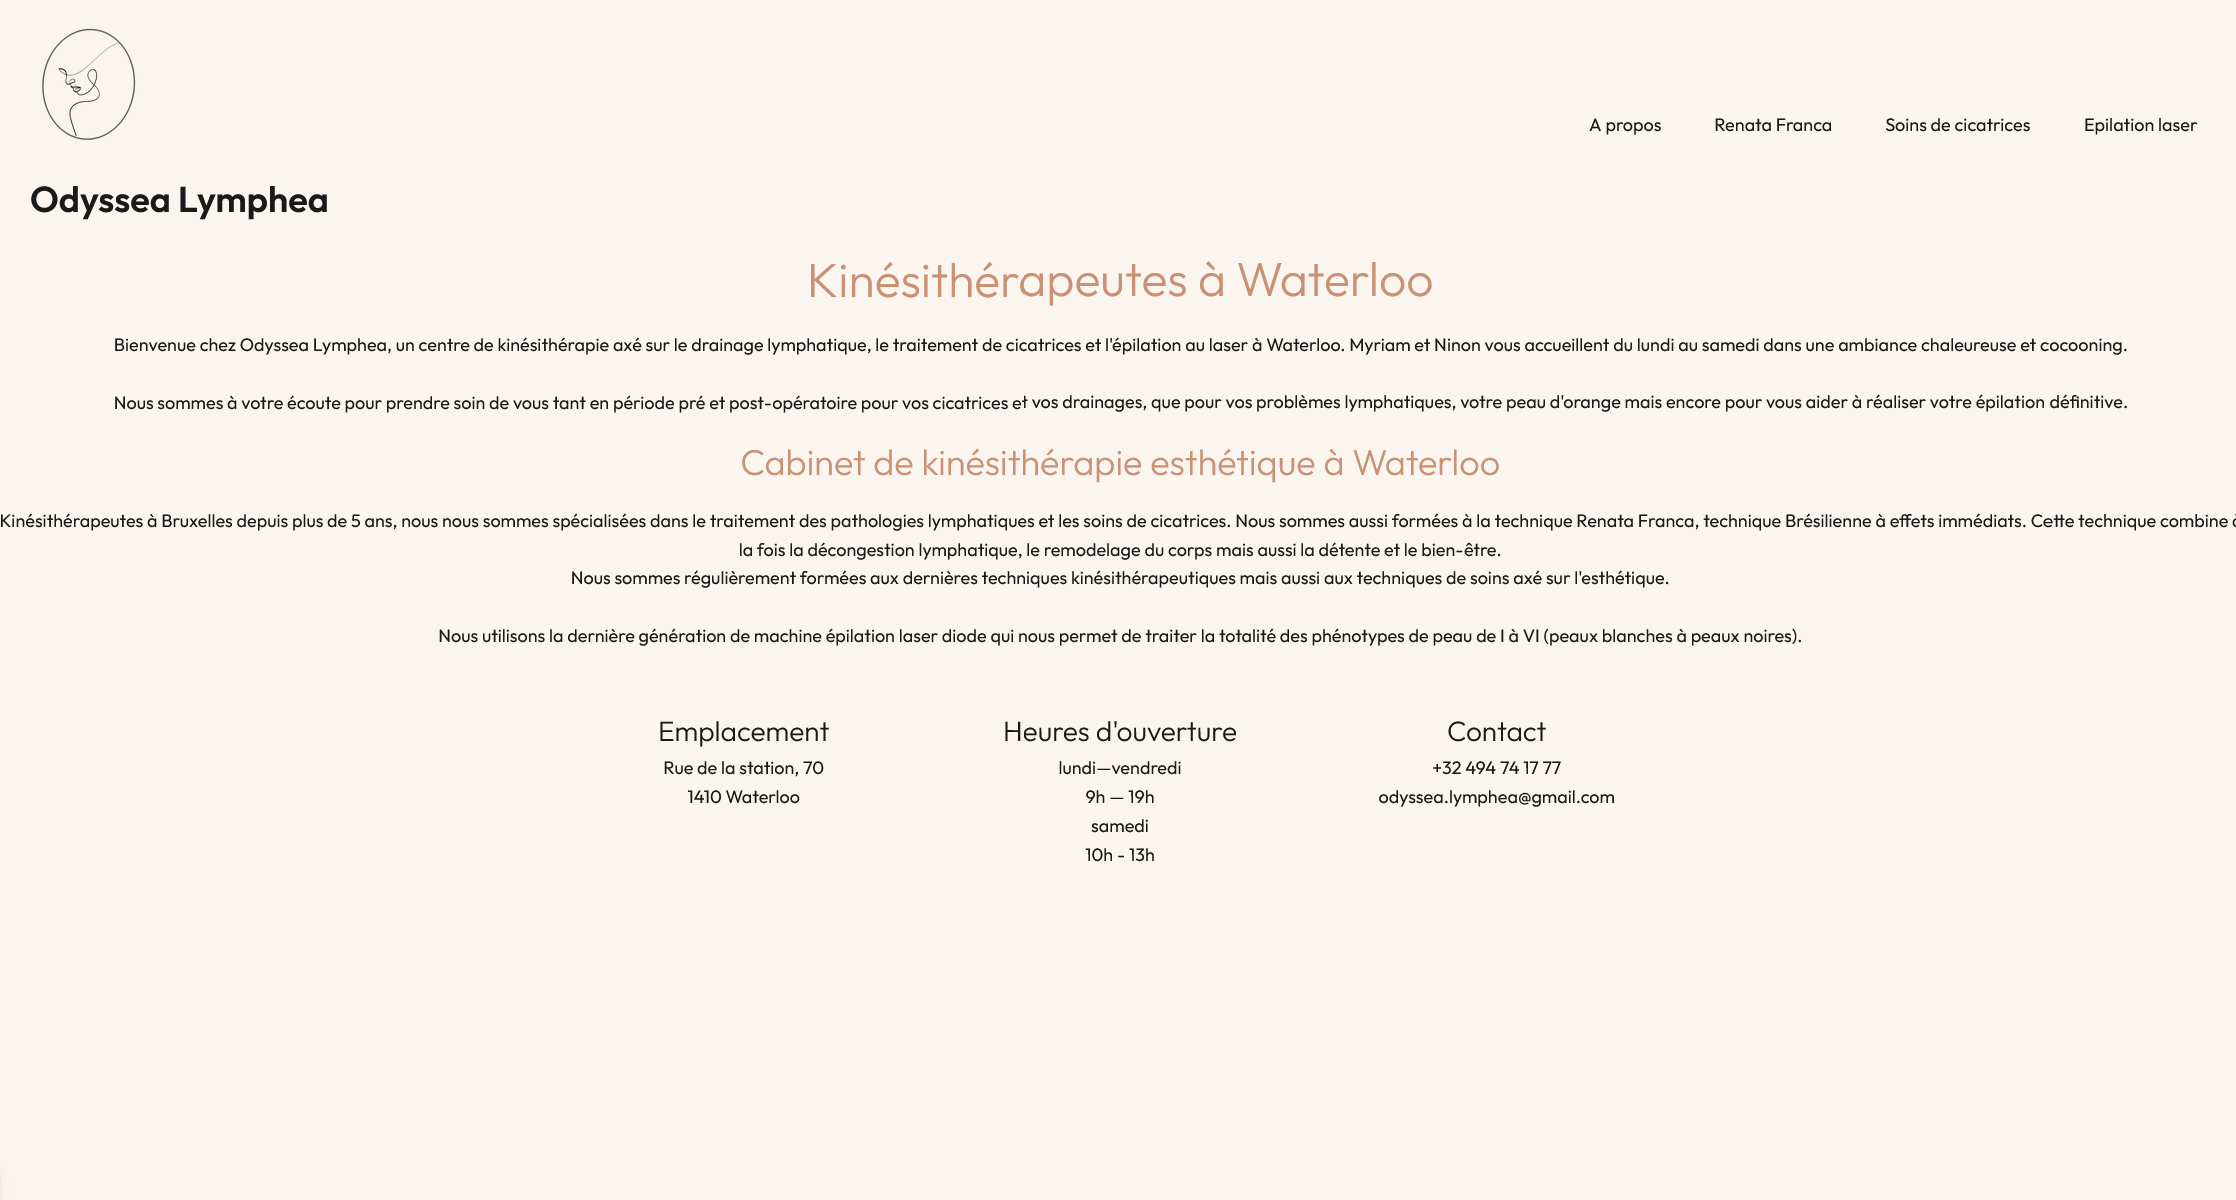 A propos
Renata Franca
Soins de cicatrices
Epilation laser
Odyssea Lymphea
Kinésithérapeutes à Waterloo
Bienvenue chez Odyssea Lymphea, un centre de kinésithérapie axé sur le drainage lymphatique, le traitement de cicatrices et l'épilation au laser à Waterloo. Myriam et Ninon vous accueillent du lundi au samedi dans une ambiance chaleureuse et cocooning.
Nous sommes à votre écoute pour prendre soin de vous tant en période pré et post-opératoire pour vos cicatrices et vos drainages, que pour vos problèmes lymphatiques, votre peau d'orange mais encore pour vous aider à réaliser votre épilation définitive.
Cabinet de kinésithérapie esthétique à Waterloo
Kinésithérapeutes à Bruxelles depuis plus de 5 ans, nous nous sommes spécialisées dans le traitement des pathologies lymphatiques et les soins de cicatrices. Nous sommes aussi formées à la technique Renata Franca, technique Brésilienne à effets immédiats. Cette technique combine à
la fois la décongestion lymphatique, le remodelage du corps mais aussi la détente et le bien-être.
Nous sommes régulièrement formées aux dernières techniques kinésithérapeutiques mais aussi aux techniques de soins axé sur l'esthétique.
Nous utilisons la dernière génération de machine épilation laser diode qui nous permet de traiter la totalité des phénotypes de peau de I à VI (peaux blanches à peaux noires).
Emplacement
Rue de la station, 70
1410 Waterloo
Heures d'ouverture
lundi—vendredi
9h — 19h
samedi
10h - 13h
Contact
+32 494 74 17 77
odyssea.lymphea@gmail.com